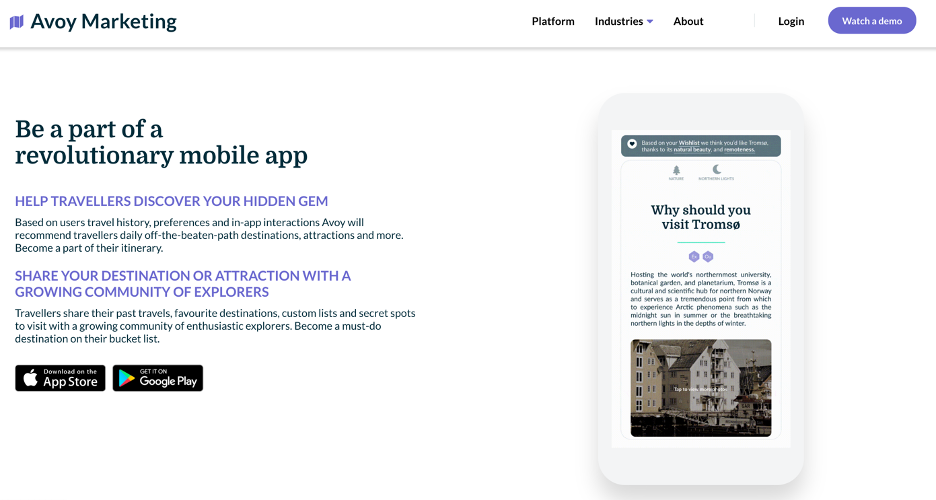 Avoy Marketing
Platform
Industries
About
Login
Watch a demo
Be a part of a
revolutionary mobile app
HELP TRAVELLERS DISCOVER YOUR HIDDEN GEM
Based on users travel history, preferences and in-app interactions Avoy will
recommend travellers daily off-the-beaten-path destinations, attractions and more.
Become a part of their itinerary.
SHARE YOUR DESTINATION OR ATTRACTION WITH A
GROWING COMMUNITY OF EXPLORERS
Travellers share their past travels, favourite destinations, custom lists and secret spots
to visit with a growing community of enthusiastic explorers. Become a must-do
destination on their bucket list.
Download on the
App Store
GET IT ON
Google Play
Based on your Wishlist we think you'd like Tromsø,
thanks to its natural beauty, and remoteness.
NATURE
NORTHERN LIGHTS
Why should you
visit Tromsø
Hosting the world's northernmost university,
botanical garden, and planetarium, Tromsø is a
cultural and scientific hub for northern Norway
and serves as a tremendous point from which
to experience Arctic phenomena such as the
midnight sun in summer or the breathtaking
northern lights in the depths of winter.
Tap to view more photos